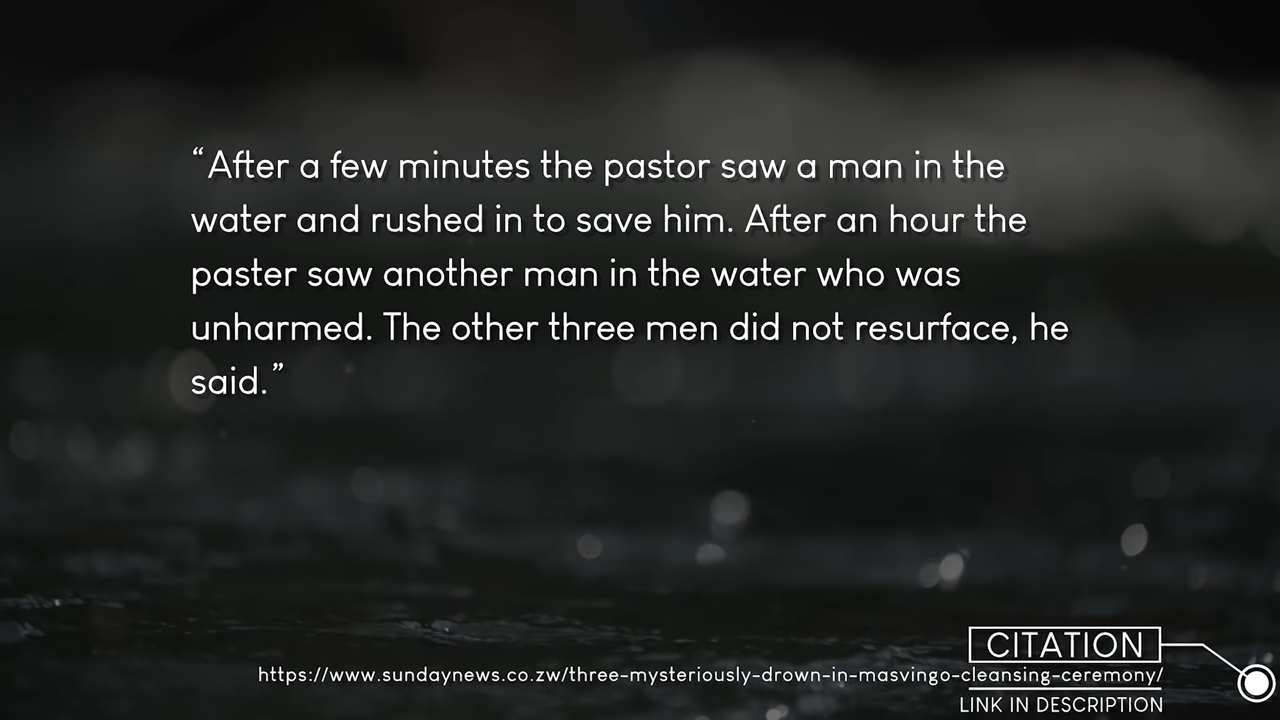 “After a few minutes the pastor saw a man in the
water and rushed in to save him. After an hour the
paster saw another man in the water who was
unharmed. The other three men did not resurface, he
said.”
CITATION
https://www.sundaynews.co.zw/three-mysteriously-drown-in-masvingo-cleansing-ceremony/
LINK IN DESCRIPTION